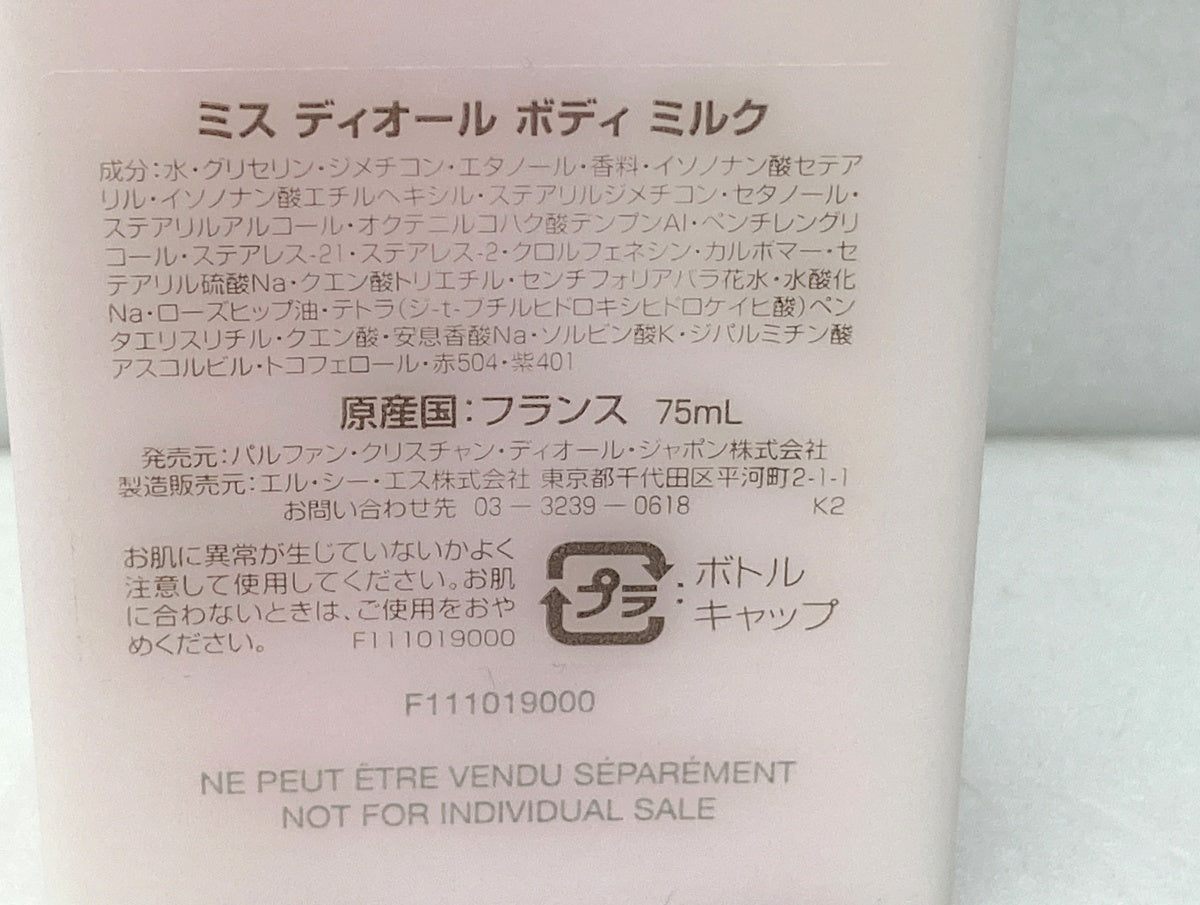 ミス ディオール ボディ ミルク
成分:水・グリセリン・ジメチコン・エタノール・香料・イソノナン酸セテア
リル・イソノナン酸エチルヘキシル・ステアリルジメチコン・セタノール・
ステアリルアルコール・オクテニルコハク酸デンプンAl・ペンチレングリ
コール・ステアレス-21・ステアレス-2・クロルフェネシン・カルボマー・セ
テアリル硫酸Na・クエン酸トリエチル・センチフォリアバラ花水・水酸化
Na・ローズヒップ油・テトラ(ジ-t-ブチルヒドロキシヒドロケイヒ酸)ペン
タエリスリチル・クエン酸・安息香酸Na・ソルビン酸K・ジパルミチン酸
アスコルビル・トコフェロール・赤504・紫401
原産国:フランス 75mL
発売元:パルファン・クリスチャン・ディオール・ジャポン株式会社
製造販売元:エル・シー・エス株式会社 東京都千代田区平河町2-1-1
お問い合わせ先 03 － 3239 － 0618 K2
お肌に異常が生じていないかよく
注意して使用してください。お肌
に合わないときは、ご使用をおや
めください。 F111019000
プラ:ボトル
キャップ
F111019000
NE PEUT ÊTRE VENDU SÉPARÉMENT
NOT FOR INDIVIDUAL SALE